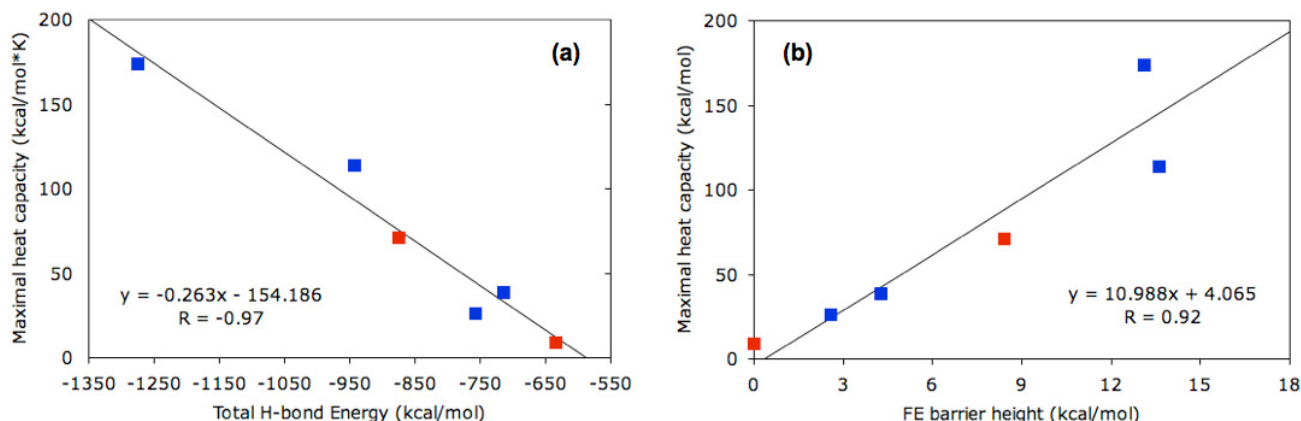 (a)
Maximal heat capacity (kcal/mol*K)
200
150
100
50
0
y = -0.263x - 154.186
R = -0.97
-1350 -1250 -1150 -1050 -950 -850 -750 -650 -550
Total H-bond Energy (kcal/mol)
(b)
Maximal heat capacity (kcal/mol)
200
150
100
50
0
y = 10.988x + 4.065
R = 0.92
0 3 6 9 12 15 18
FE barrier height (kcal/mol)